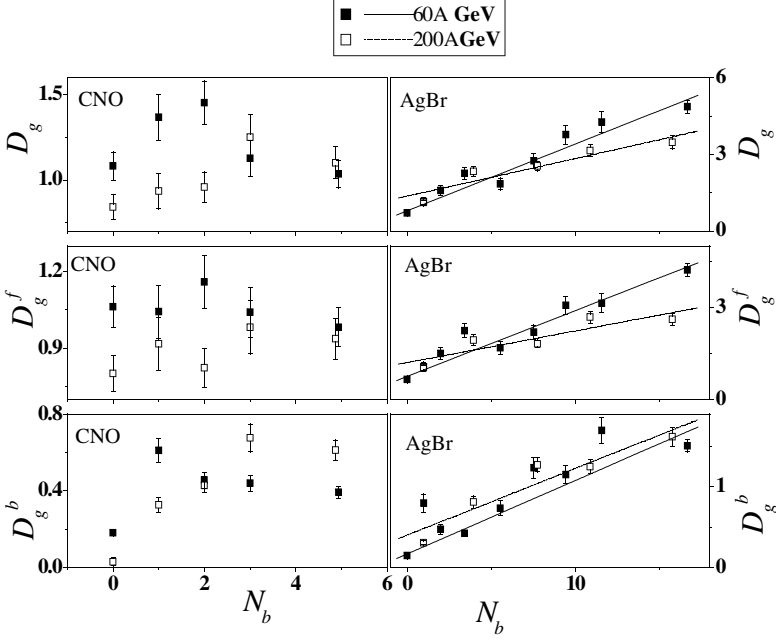 60A GeV
200AGeV
CNO
AgBr
1.5
1.0
D_g
6
3
0
D_g
CNO
AgBr
1.2
0.9
D_g^f
3
0
D_g^f
CNO
AgBr
0.8
0.4
0.0
D_g^b
1
0
D_g^b
0 2 4 6
0 10
N_b
N_b